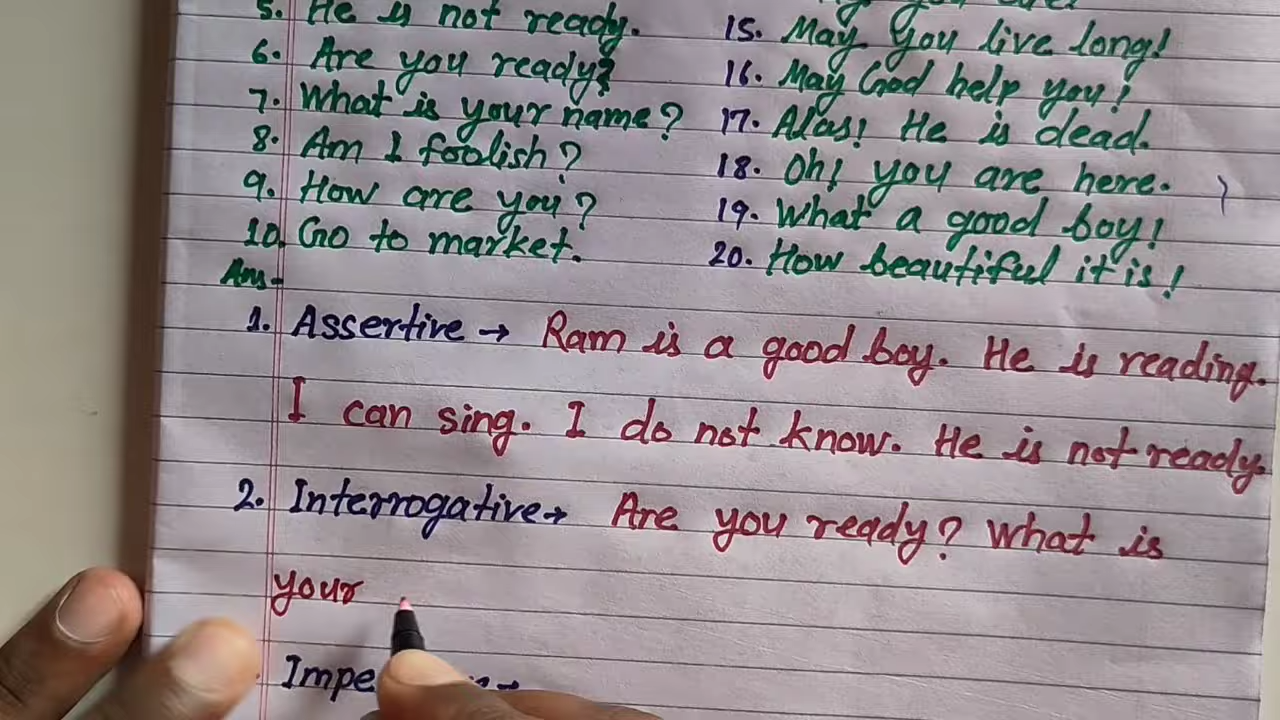 5. He is not ready.
6. Are you ready?
7. What is your name?
8. Am I foolish?
9. How are you?
10. Go to market.
15. May you live long!
16. May God help you!
17. Alas! He is dead.
18. Oh! you are here.
19. What a good boy!
20. How beautiful it is!
Ans-
1. Assertive → Ram is a good boy. He is reading.
I can sing. I do not know. He is not ready.
2. Interrogative → Are you ready? What is
your